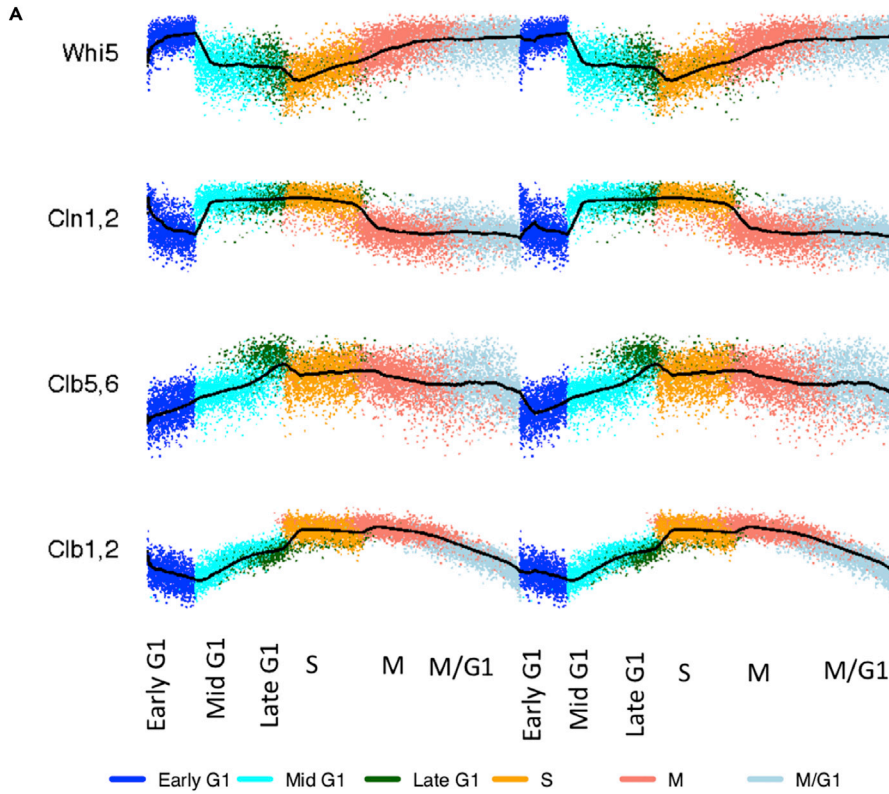 A
Whi5
Cln1,2
Clb5,6
Clb1,2
Early G1 Mid G1 Late G1 S M M/G1 Early G1 Mid G1 Late G1 S M M/G1
Early G1 Mid G1 Late G1 S M M/G1